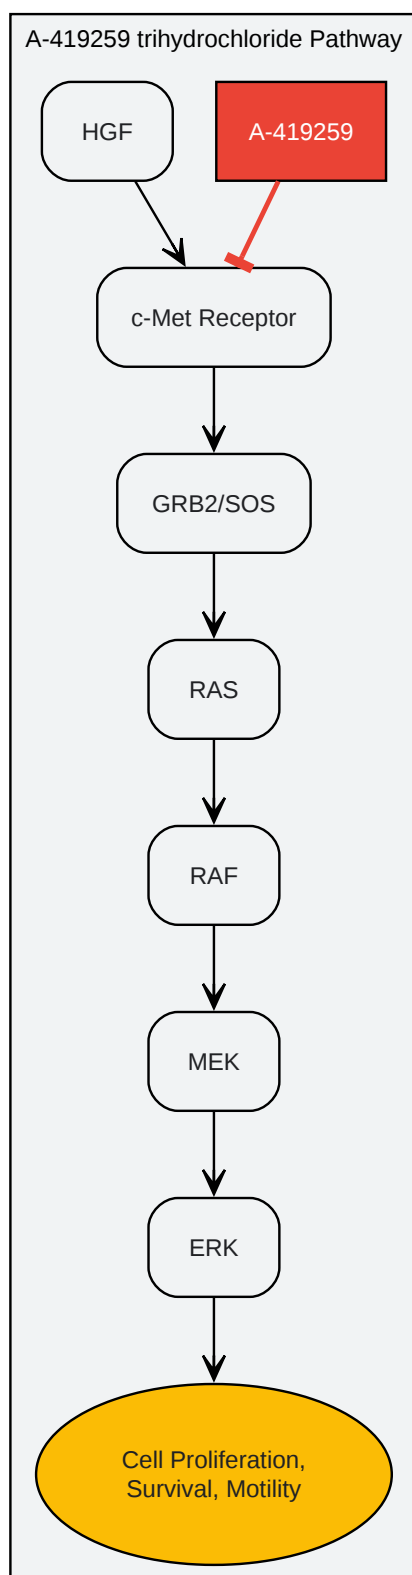 A-419259 trihydrochloride Pathway
HGF
A-419259
c-Met Receptor
GRB2/SOS
RAS
RAF
MEK
ERK
Cell Proliferation,
Survival, Motility